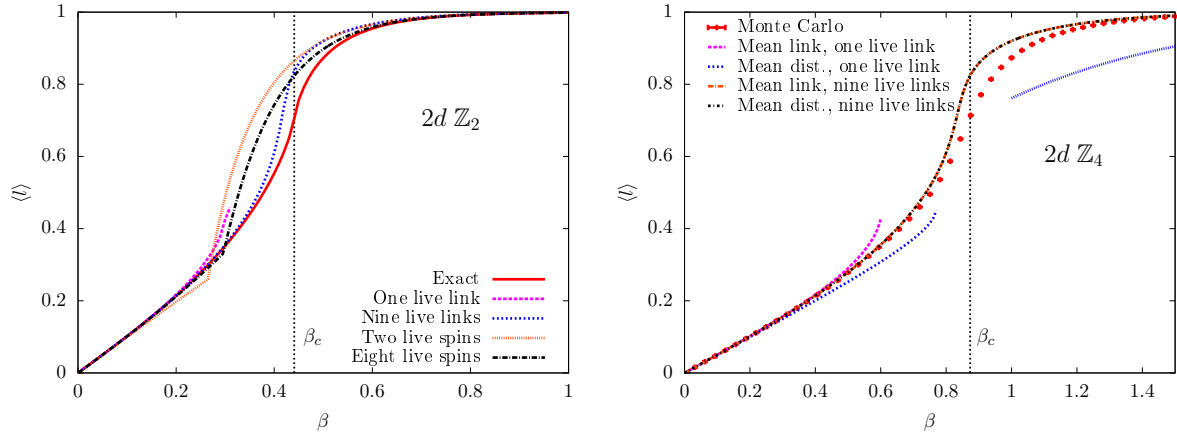 1
0.8
0.6
0.4
0.2
0
⟨l⟩
2d ℤ₂
Exact
One live link
Nine live links
Two live spins
Eight live spins
βc
0 0.2 0.4 0.6 0.8 1
β
1
0.8
0.6
0.4
0.2
0
⟨l⟩
Monte Carlo
Mean link, one live link
Mean dist., one live link
Mean link, nine live links
Mean dist., nine live links
2d ℤ₄
βc
0 0.2 0.4 0.6 0.8 1 1.2 1.4
β